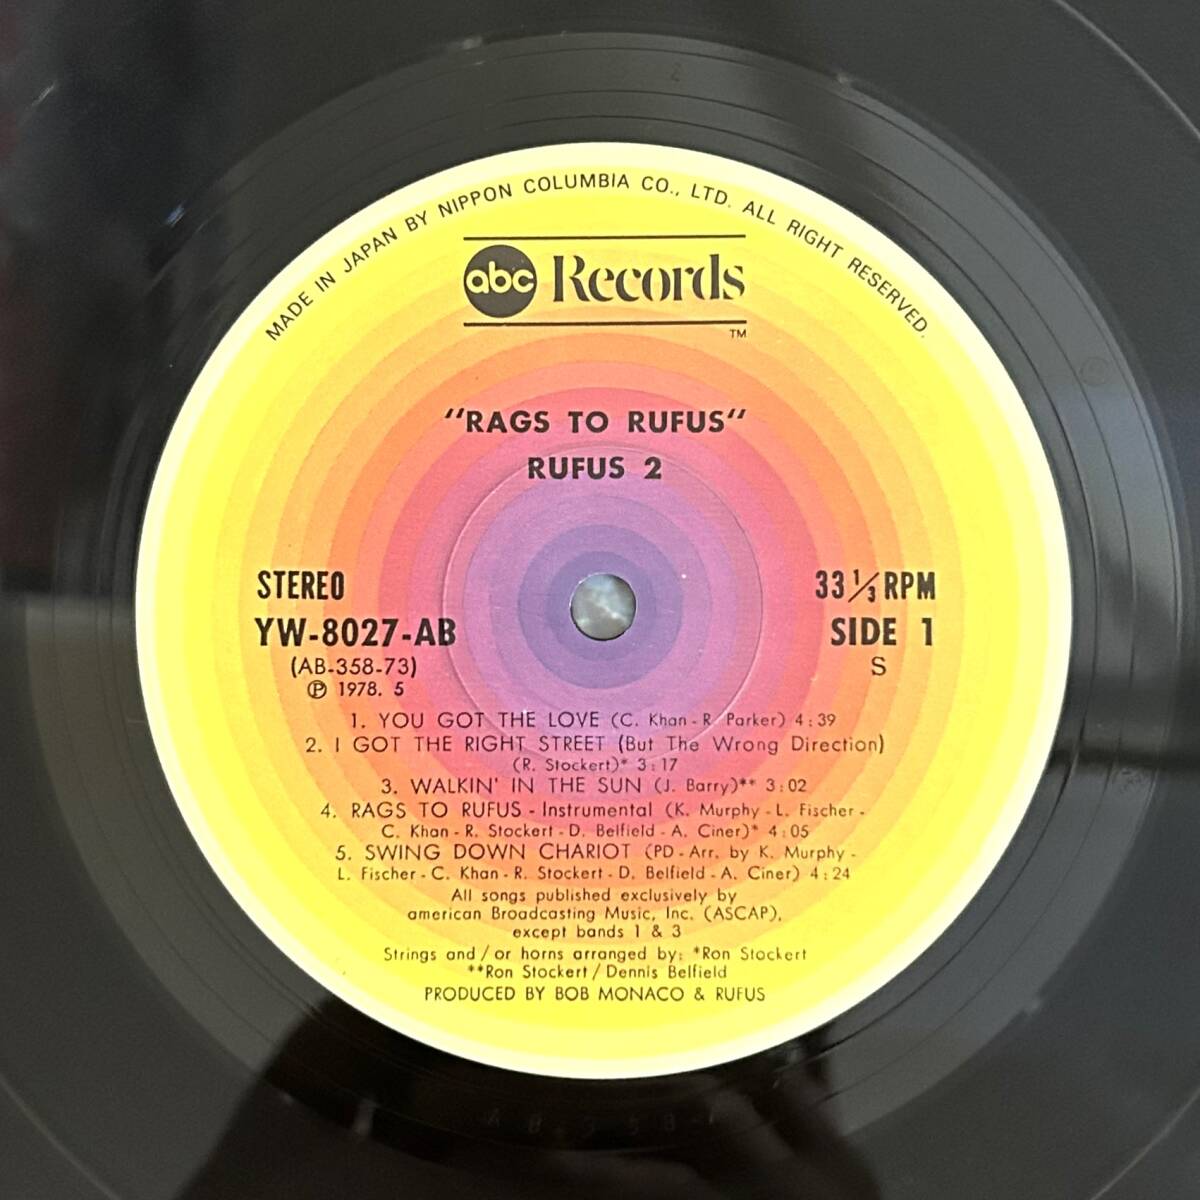 MADE IN JAPAN BY NIPPON COLUMBIA CO., LTD. ALL RIGHT RESERVED.
abc Records
TM
"RAGS TO RUFUS"
RUFUS 2
STEREO
YW-8027-AB
(AB-358-73)
Ⓟ 1978. 5
33 1/3 RPM
SIDE 1
S
1. YOU GOT THE LOVE (C. Khan - R. Parker) 4:39
2. I GOT THE RIGHT STREET (But The Wrong Direction)
(R. Stockert)* 3:17
3. WALKIN' IN THE SUN (J. Barry)** 3:02
4. RAGS TO RUFUS - Instrumental (K. Murphy - L. Fischer -
C. Khan - R. Stockert - D. Belfield - A. Ciner)* 4:05
5. SWING DOWN CHARIOT (PD - Arr. by K. Murphy -
L. Fischer - C. Khan - R. Stockert - D. Belfield - A. Ciner) 4:24
All songs published exclusively by
american Broadcasting Music, Inc. (ASCAP),
except bands 1 & 3
Strings and / or horns arranged by: *Ron Stockert
**Ron Stockert / Dennis Belfield
PRODUCED BY BOB MONACO & RUFUS